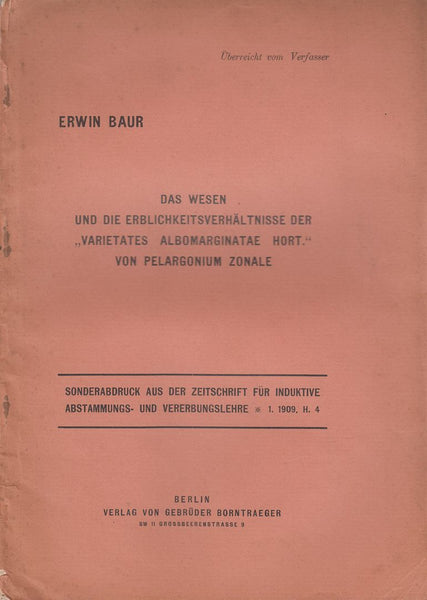 Überreicht vom Verfasser
ERWIN BAUR
DAS WESEN
UND DIE ERBLICHKEITSVERHÄLTNISSE DER
„VARIETATES ALBOMARGINATAE HORT.“
VON PELARGONIUM ZONALE
SONDERABDRUCK AUS DER ZEITSCHRIFT FÜR INDUKTIVE
ABSTAMMUNGS- UND VERERBUNGSLEHRE ※ 1. 1909, H. 4
BERLIN
VERLAG VON GEBRÜDER BORNTRAEGER
SW 11 GROSSBEERENSTRASSE 9